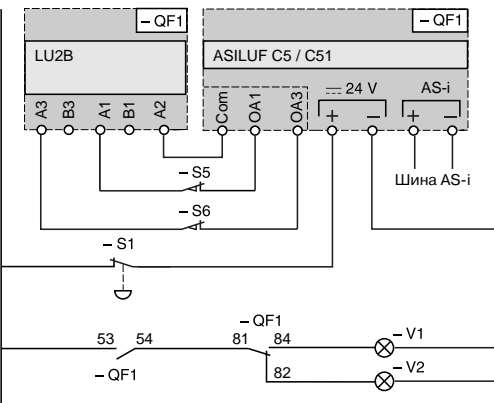 – QF1
– QF1
LU2B
ASILUF C5 / C51
24 V
AS-i
A3 B3 A1 B1 A2 Com OA1 OA3 + – + –
– S5
Шина AS-i
– S6
– S1
– QF1
53 54 81 84 – V1
– QF1 82 – V2